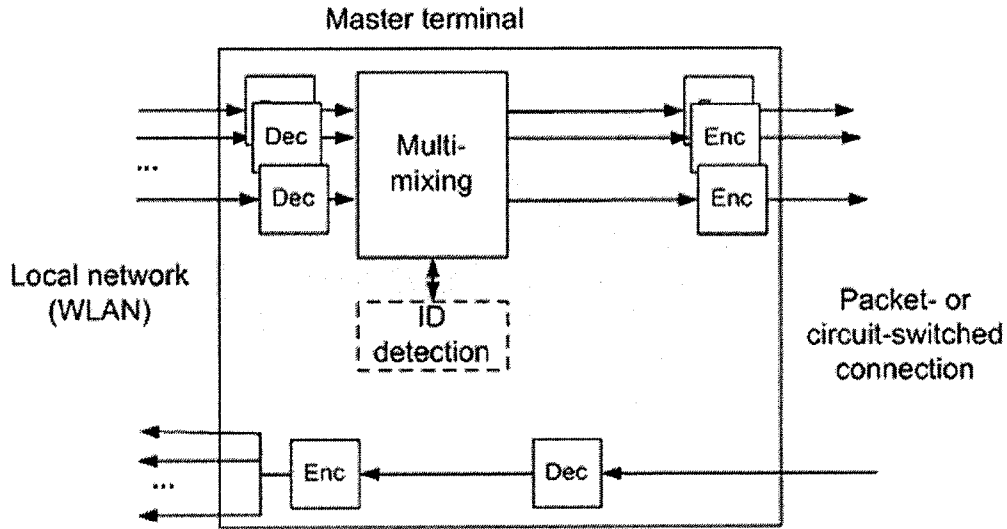 Master terminal
Dec
Dec
Multi-
mixing
Enc
Enc
...
Local network
(WLAN)
ID
detection
Packet- or
circuit-switched
connection
...
Enc
Dec